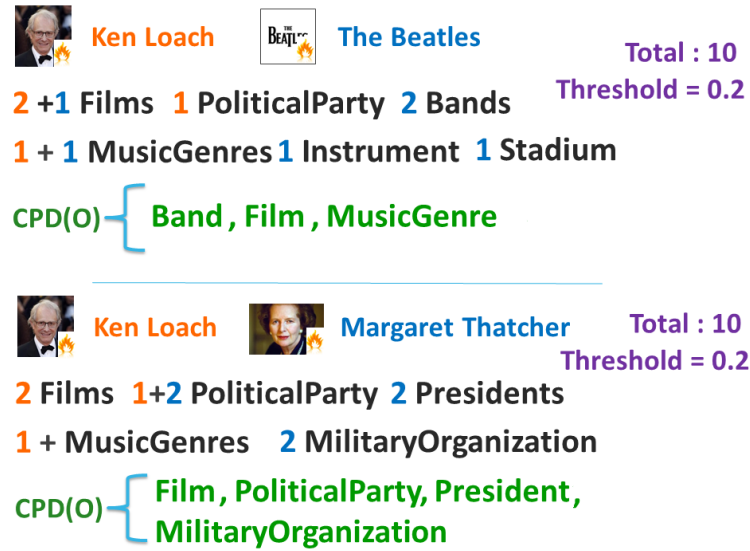 Ken Loach THE BEATLES The Beatles
Total : 10
Threshold = 0.2
2 +1 Films 1 PoliticalParty 2 Bands
1 + 1 MusicGenres 1 Instrument 1 Stadium
CPD(O) Band , Film , MusicGenre
Ken Loach Margaret Thatcher
Total : 10
Threshold = 0.2
2 Films 1+2 PoliticalParty 2 Presidents
1 + MusicGenres 2 MilitaryOrganization
CPD(O) Film , PoliticalParty, President ,
MilitaryOrganization